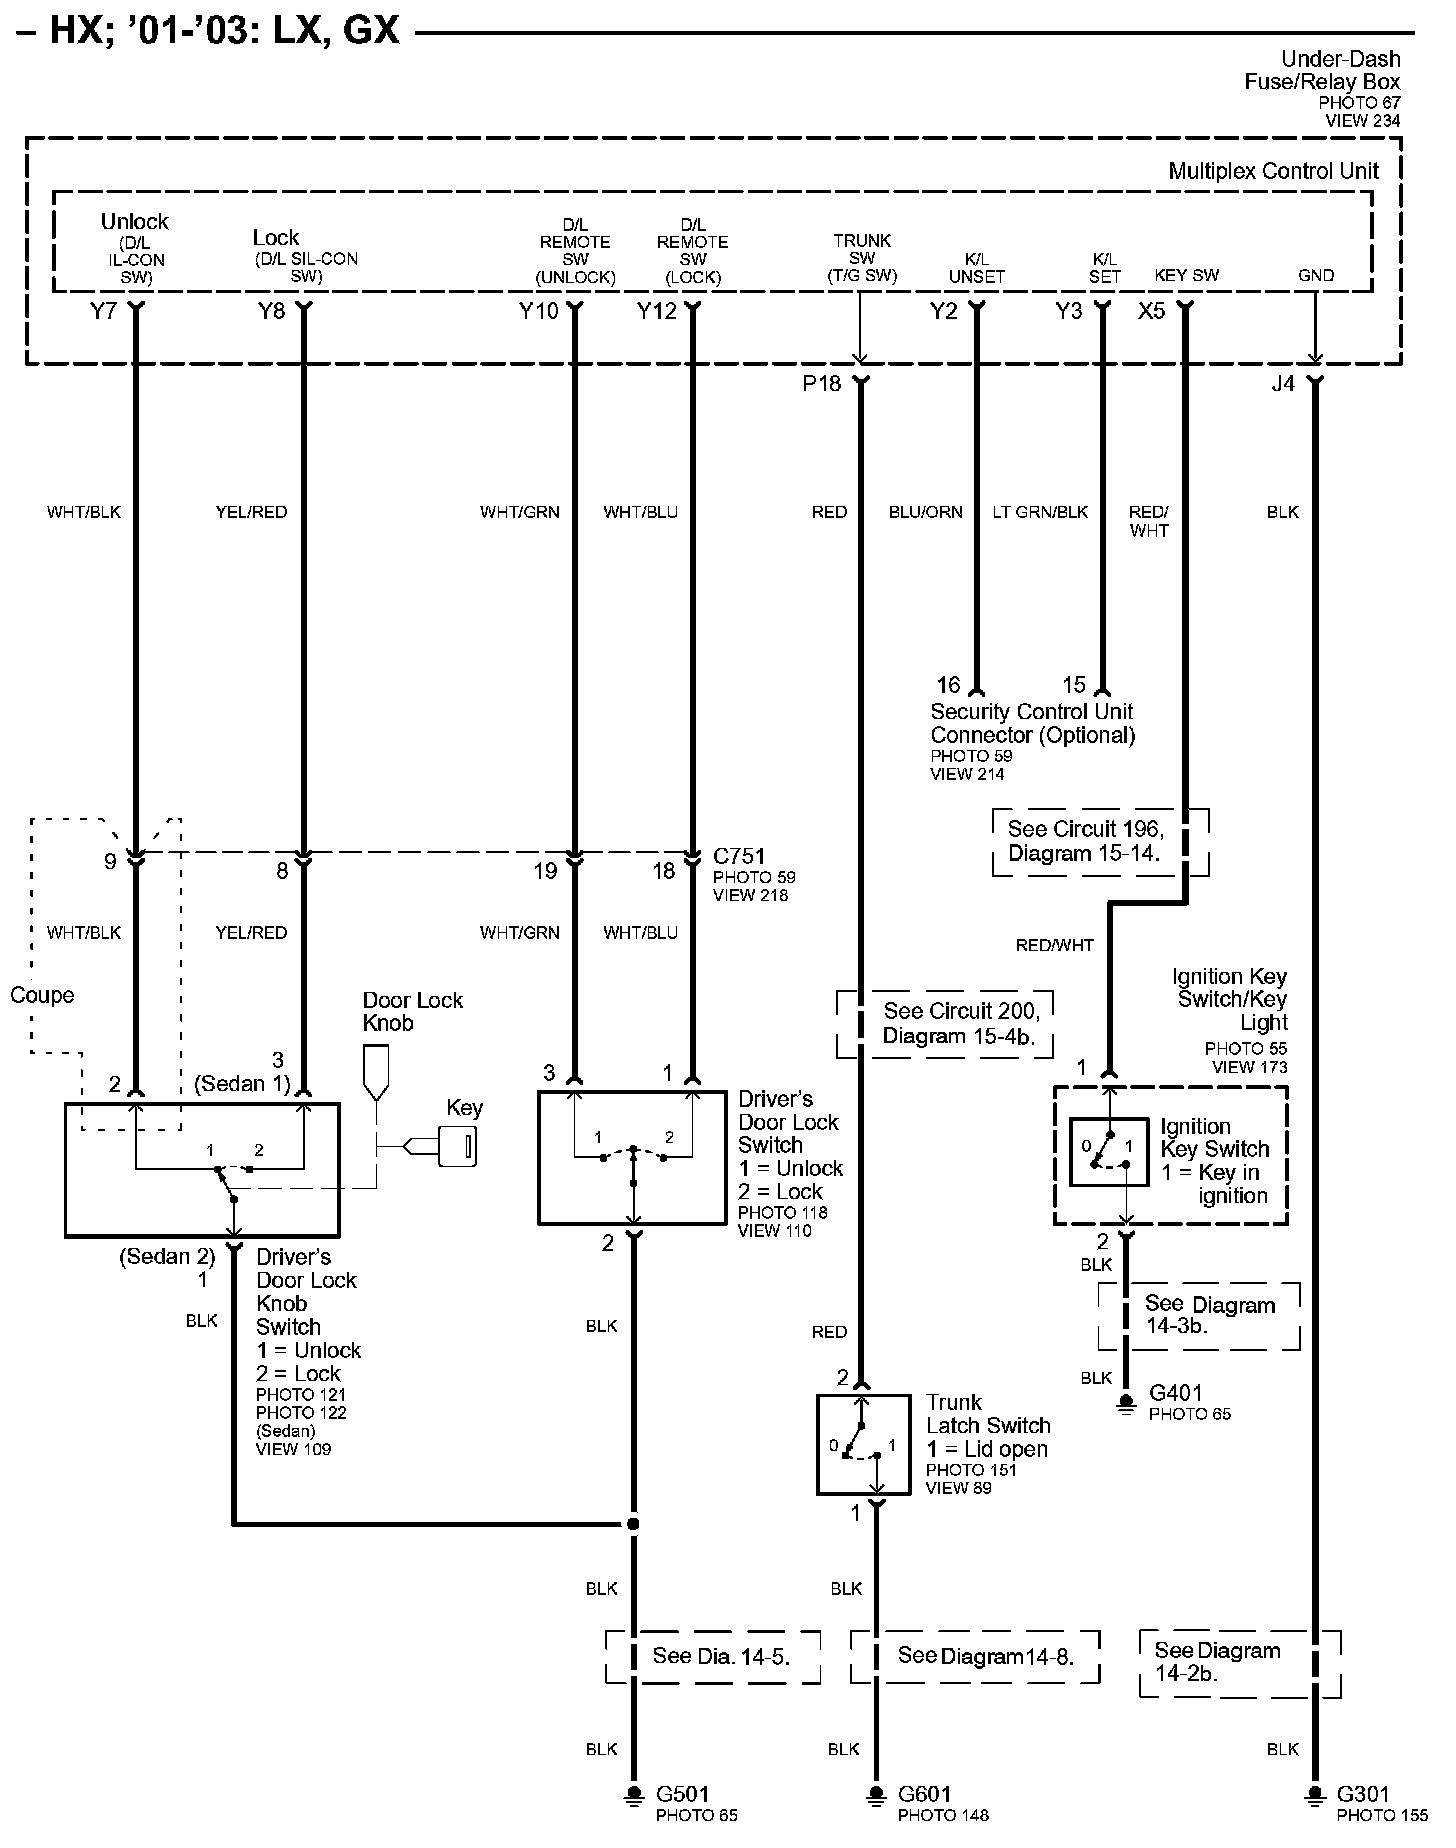 – HX; ’01-’03: LX, GX
Under-Dash
Fuse/Relay Box
PHOTO 67
VIEW 234
Multiplex Control Unit
Unlock
(D/L
IL-CON
SW)
Lock
(D/L SIL-CON
SW)
D/L
REMOTE
SW
(UNLOCK)
D/L
REMOTE
SW
(LOCK)
TRUNK
SW
(T/G SW)
K/L
UNSET
K/L
SET
KEY SW
GND
Y7
Y8
Y10
Y12
Y2
Y3
X5
P18
J4
WHT/BLK
YEL/RED
WHT/GRN
WHT/BLU
RED
BLU/ORN
LT GRN/BLK
RED/
WHT
BLK
16
15
Security Control Unit
Connector (Optional)
PHOTO 59
VIEW 214
See Circuit 196,
Diagram 15-14.
9
8
19
18
C751
PHOTO 59
VIEW 218
WHT/BLK
YEL/RED
WHT/GRN
WHT/BLU
RED/WHT
Coupe
Door Lock
Knob
See Circuit 200,
Diagram 15-4b.
Ignition Key
Switch/Key
Light
PHOTO 55
VIEW 173
2
3
(Sedan 1)
3
1
1
Key
1
2
1
2
Driver’s
Door Lock
Switch
1 = Unlock
2 = Lock
PHOTO 118
VIEW 110
0
1
Ignition
Key Switch
1 = Key in
ignition
(Sedan 2)
1
BLK
Driver’s
Door Lock
Knob
Switch
1 = Unlock
2 = Lock
PHOTO 121
PHOTO 122
(Sedan)
VIEW 109
2
BLK
2
BLK
See Diagram
14-3b.
BLK
G401
PHOTO 65
RED
2
0
1
Trunk
Latch Switch
1 = Lid open
PHOTO 151
VIEW 89
1
BLK
BLK
See Dia. 14-5.
See Diagram 14-8.
See Diagram
14-2b.
BLK
BLK
BLK
G501
PHOTO 65
G601
PHOTO 148
G301
PHOTO 155